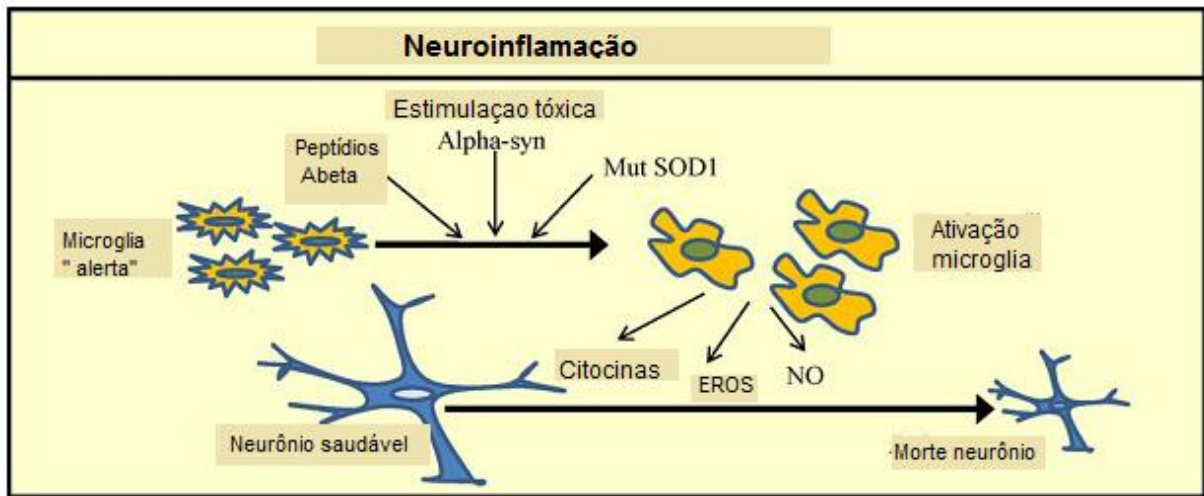 Neuroinflamação
Estimulaçao tóxica
Alpha-syn
Peptídios
Abeta
Mut SOD1
Microglia
" alerta"
Ativação
microglia
Citocinas
EROS
NO
Neurônio saudável
Morte neurônio